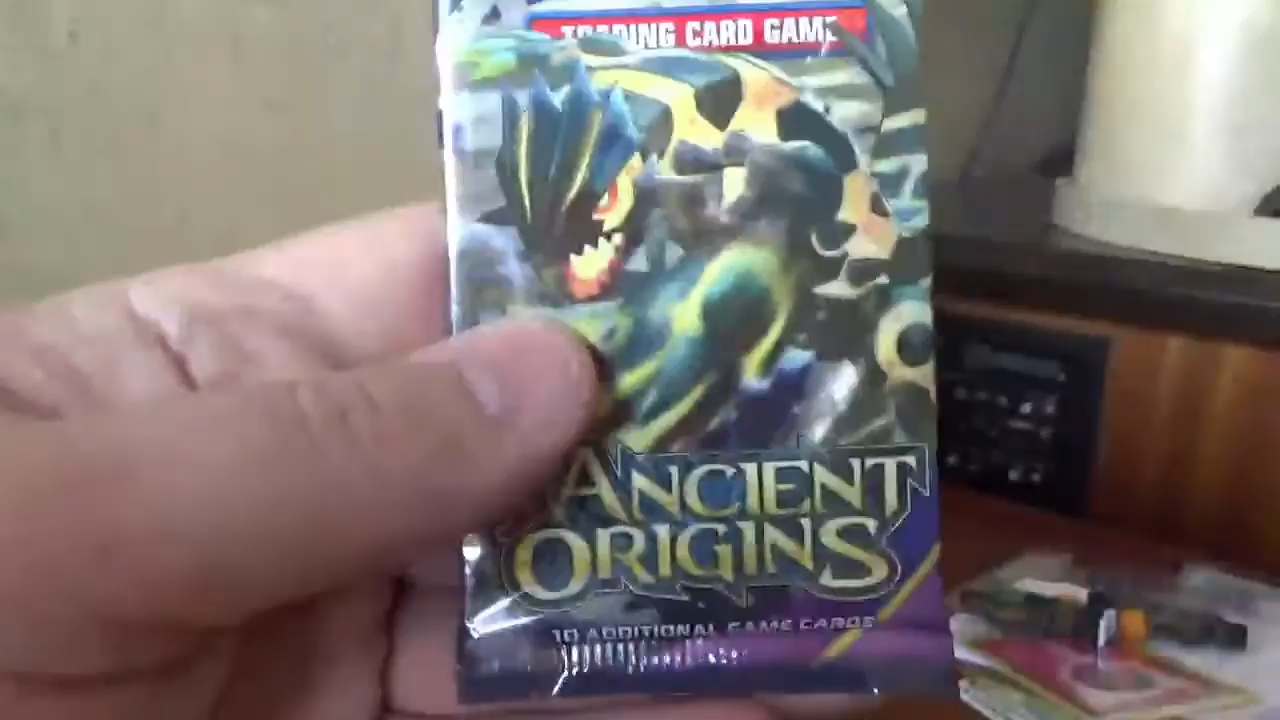 TRADING CARD GAME
ANCIENT
ORIGINS
10 ADDITIONAL GAME CARDS